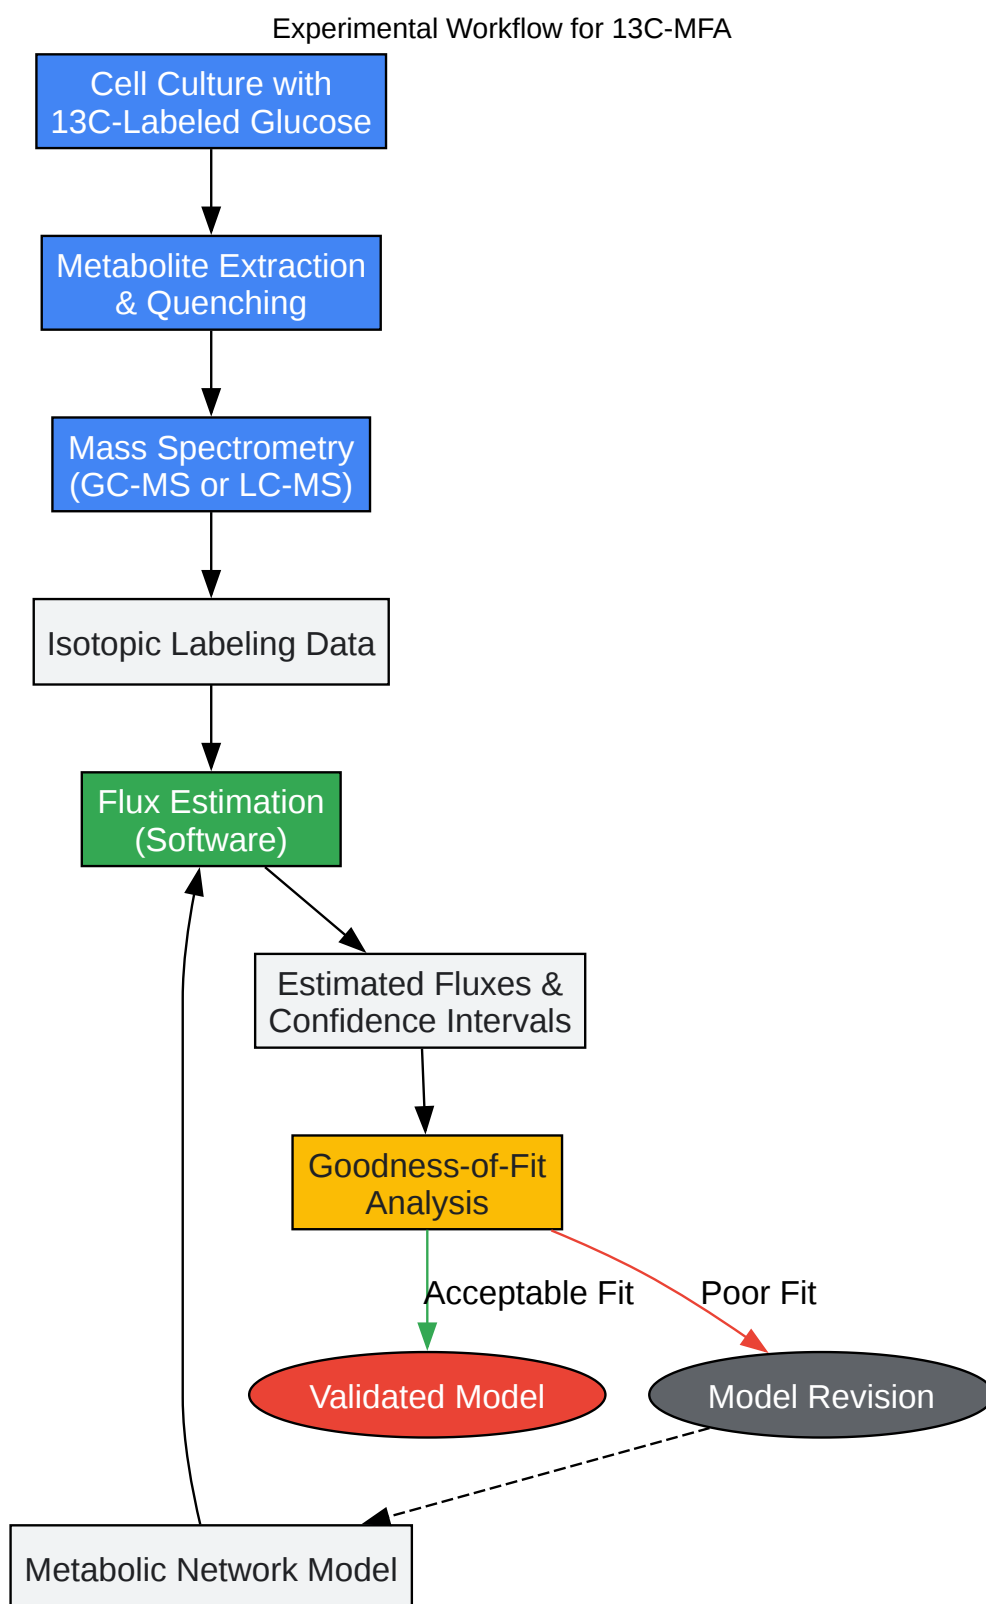 Experimental Workflow for 13C-MFA
Cell Culture with
13C-Labeled Glucose
Metabolite Extraction
& Quenching
Mass Spectrometry
(GC-MS or LC-MS)
Isotopic Labeling Data
Flux Estimation
(Software)
Estimated Fluxes &
Confidence Intervals
Goodness-of-Fit
Analysis
Acceptable Fit
Poor Fit
Validated Model
Model Revision
Metabolic Network Model